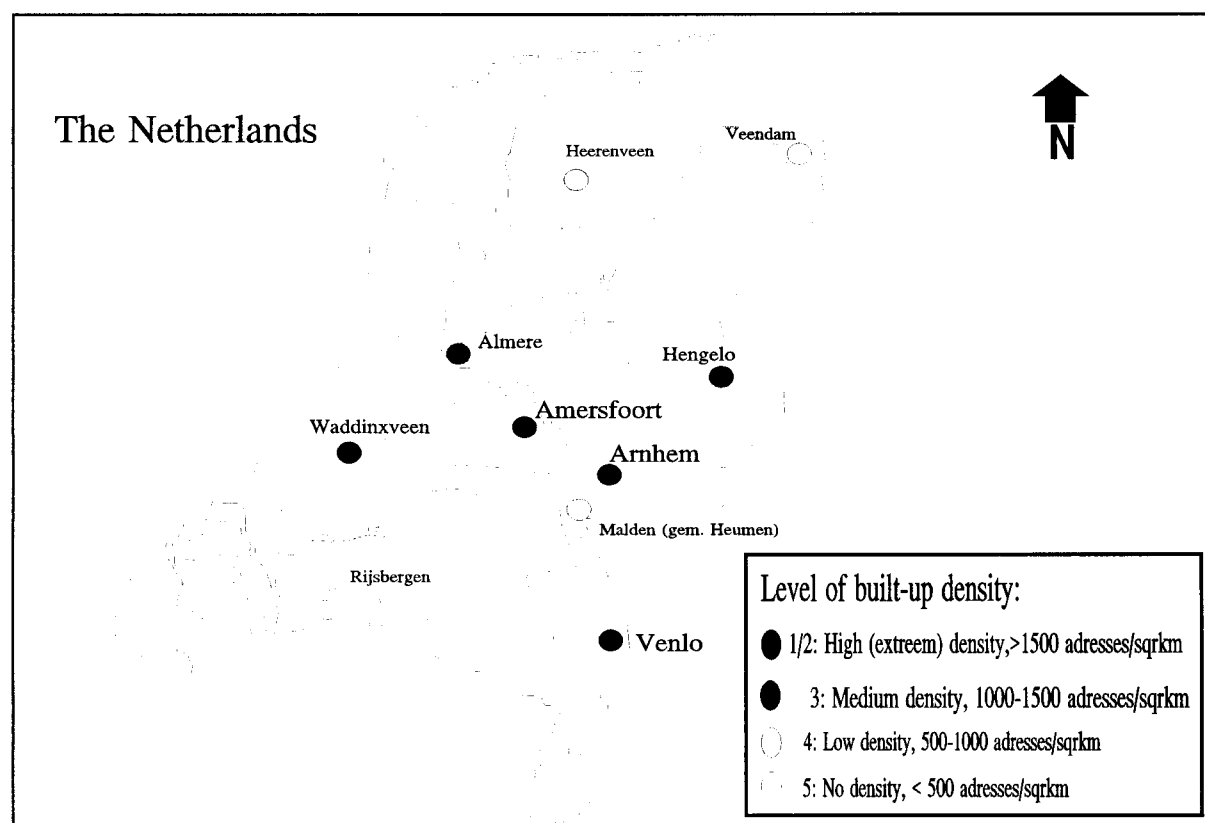 The Netherlands
N
Veendam
Heerenveen
Almere
Hengelo
Amersfoort
Waddinxveen
Arnhem
Malden (gem. Heumen)
Rijsbergen
Venlo
Level of built-up density:
1/2: High (extreem) density,>1500 adresses/sqrkm
3: Medium density, 1000-1500 adresses/sqrkm
4: Low density, 500-1000 adresses/sqrkm
5: No density, < 500 adresses/sqrkm